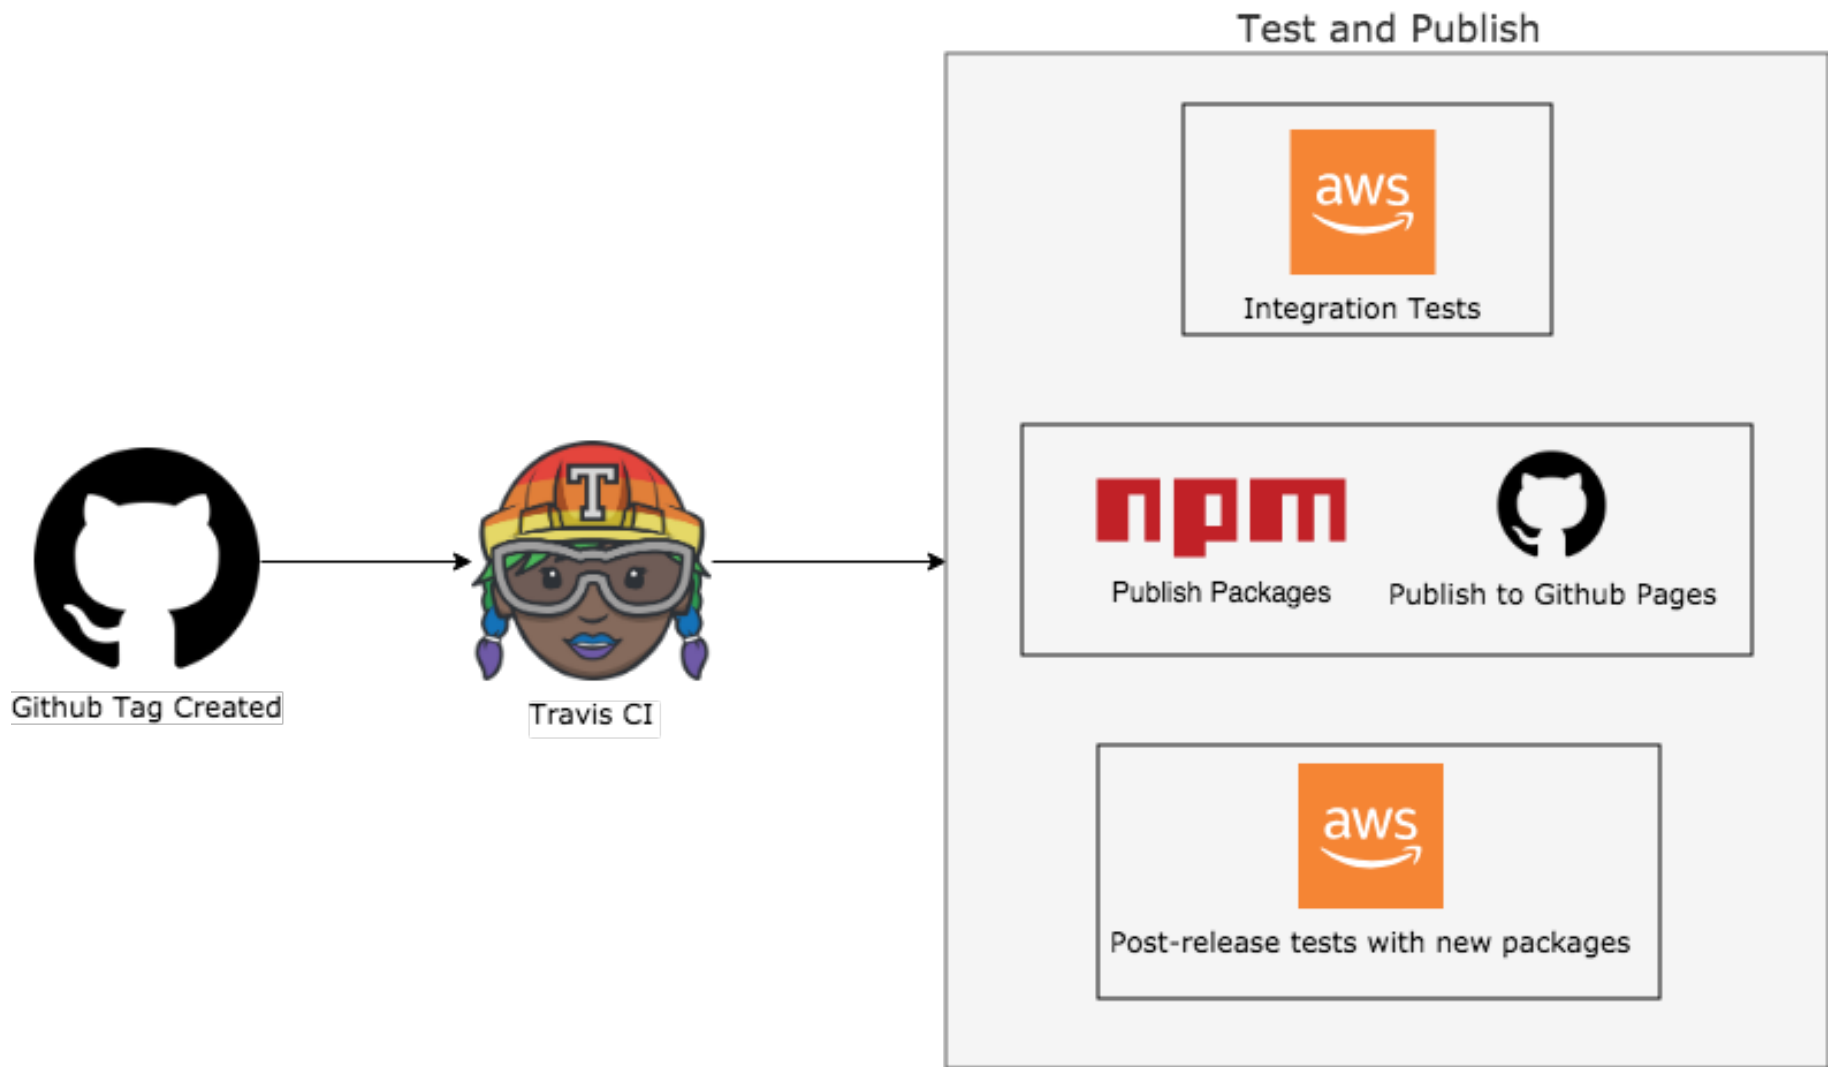 Test and Publish
aws
Integration Tests
npm
Publish Packages
Publish to Github Pages
T
Github Tag Created
Travis CI
aws
Post-release tests with new packages